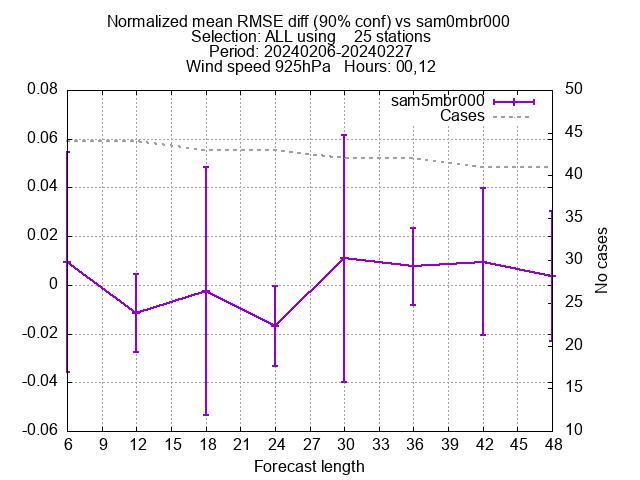 Normalized mean RMSE diff (90% conf) vs sam0mbr000
Selection: ALL using    25 stations
Period: 20240206-20240227
Wind speed 925hPa   Hours: 00,12
sam5mbr000
Cases
0.08
0.06
0.04
0.02
0
-0.02
-0.04
-0.06
50
45
40
35
30
25
20
15
10
No cases
6 9 12 15 18 21 24 27 30 33 36 39 42 45 48
Forecast length